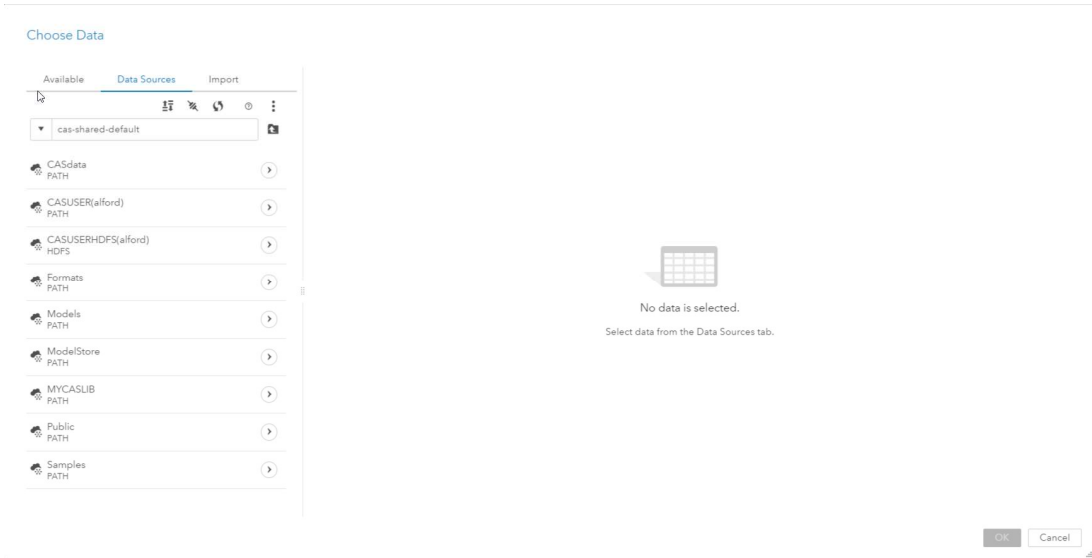 Choose Data
Available Data Sources Import
cas-shared-default
CASdata
PATH
CASUSER(alford)
PATH
CASUSERHDFS(alford)
HDFS
Formats
PATH
Models
PATH
ModelStore
PATH
MYCASLIB
PATH
Public
PATH
Samples
PATH
No data is selected.
Select data from the Data Sources tab.
OK Cancel